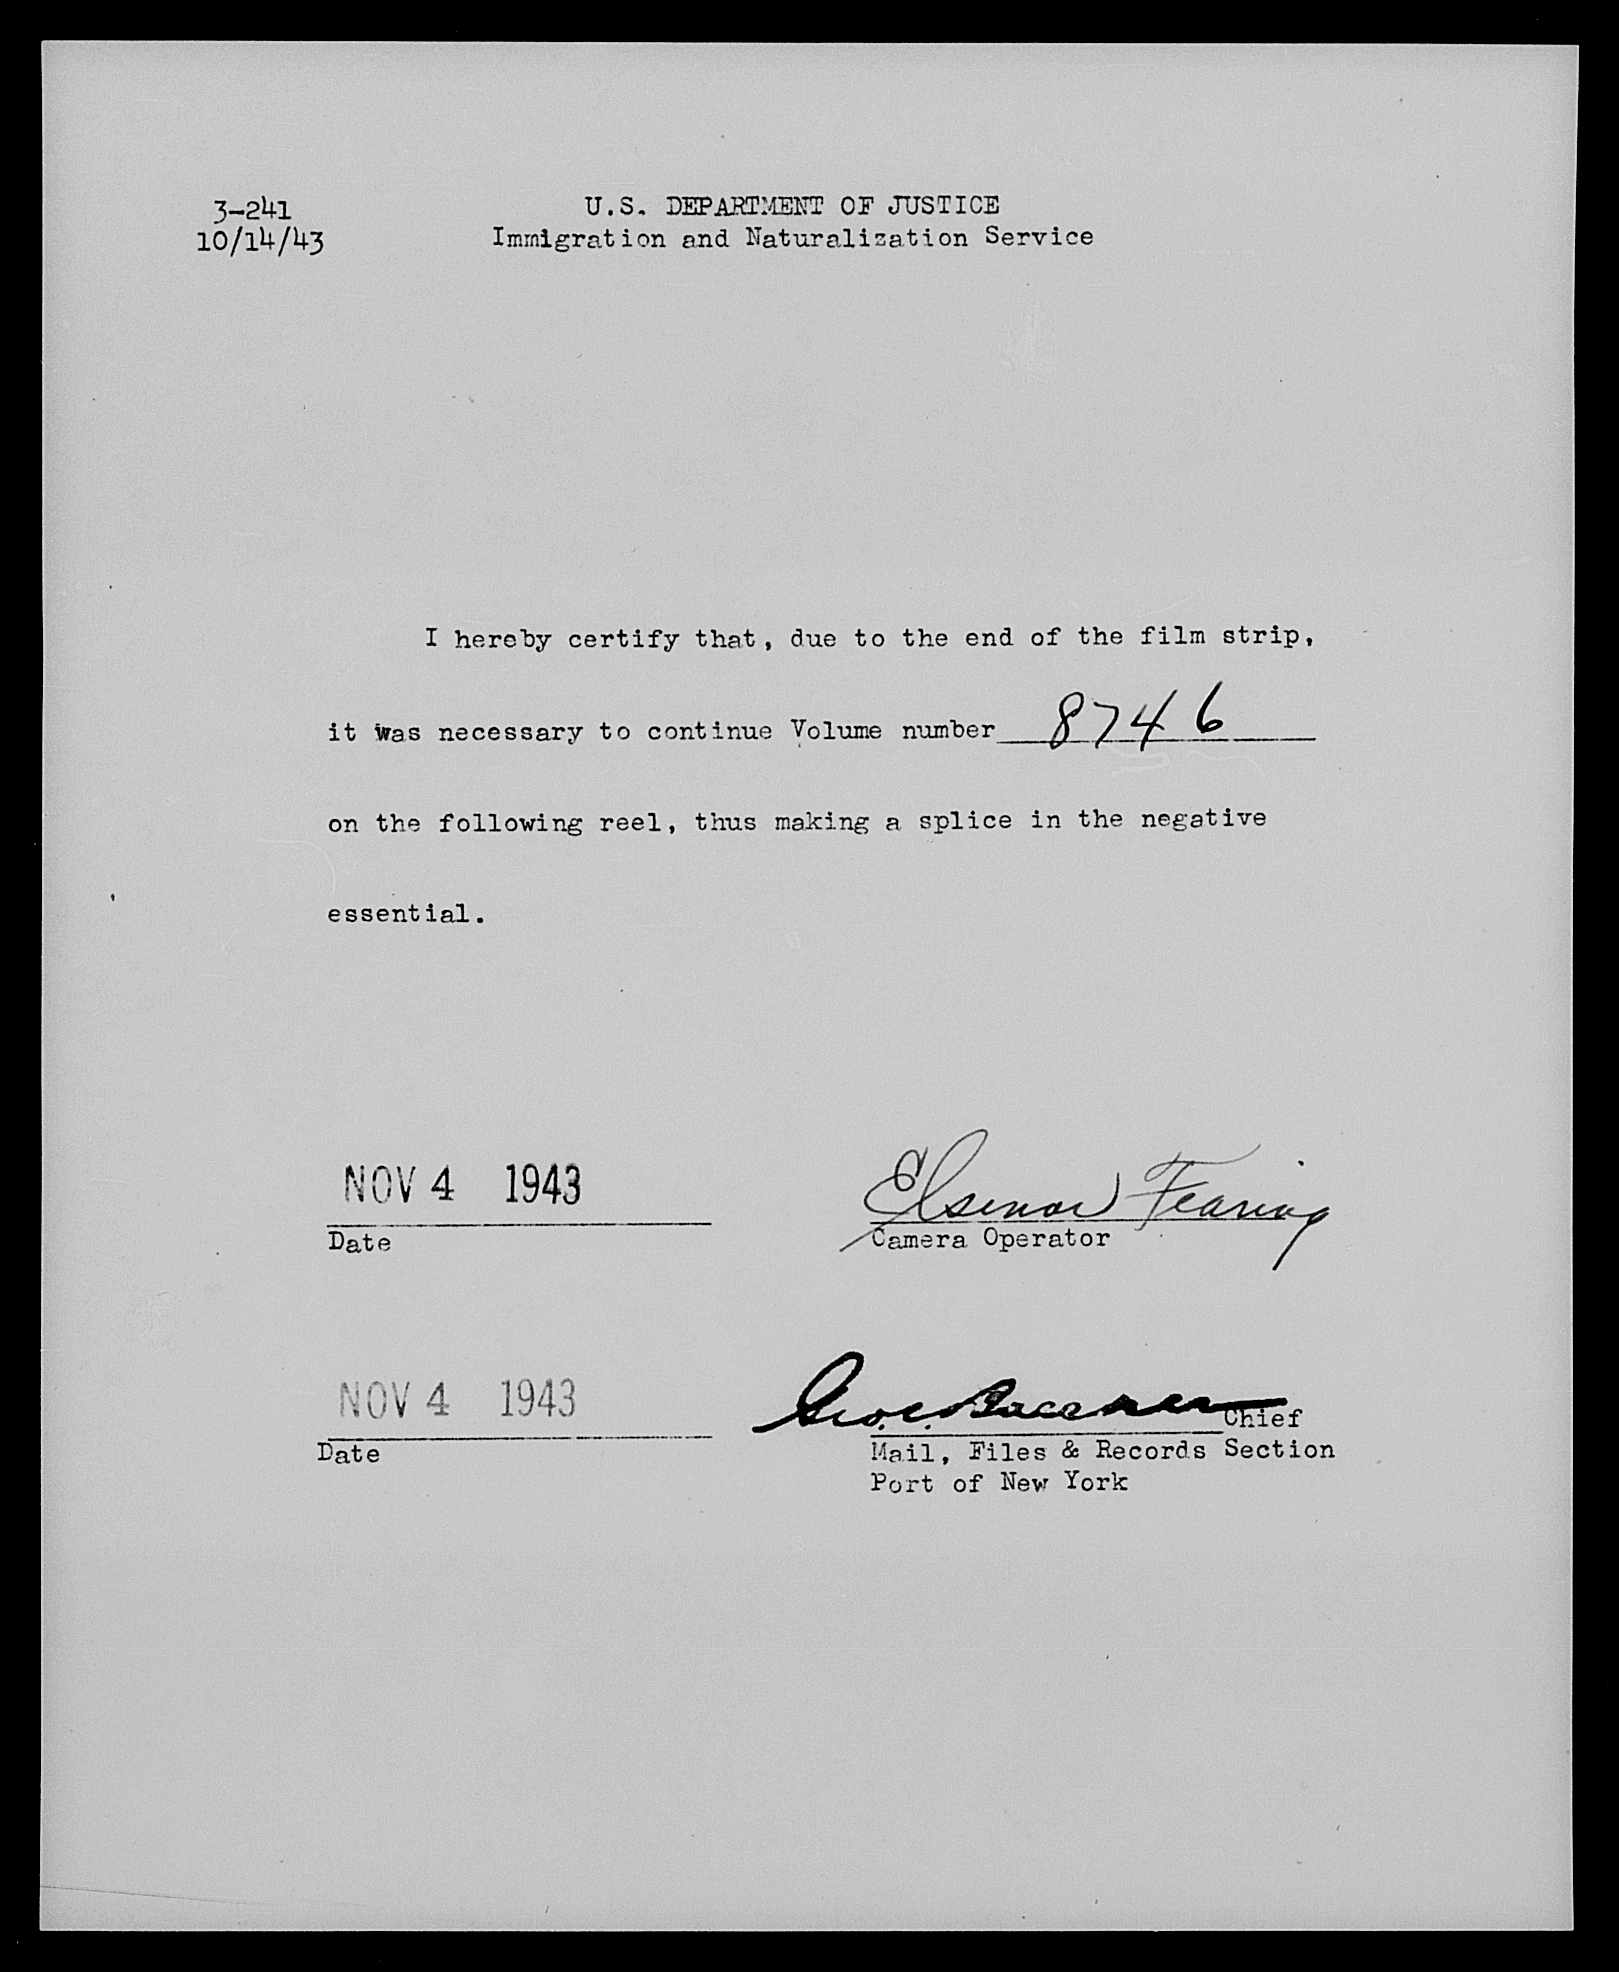 3-241
10/14/43
U.S. DEPARTMENT OF JUSTICE
Immigration and Naturalization Service
I hereby certify that, due to the end of the film strip,
it was necessary to continue Volume number 8746
on the following reel, thus making a splice in the negative
essential.
NOV 4 1943
Date
Elsenor Fearing
Camera Operator
NOV 4 1943
Date
Geo. C.
Chief
Mail, Files & Records Section
Port of New York